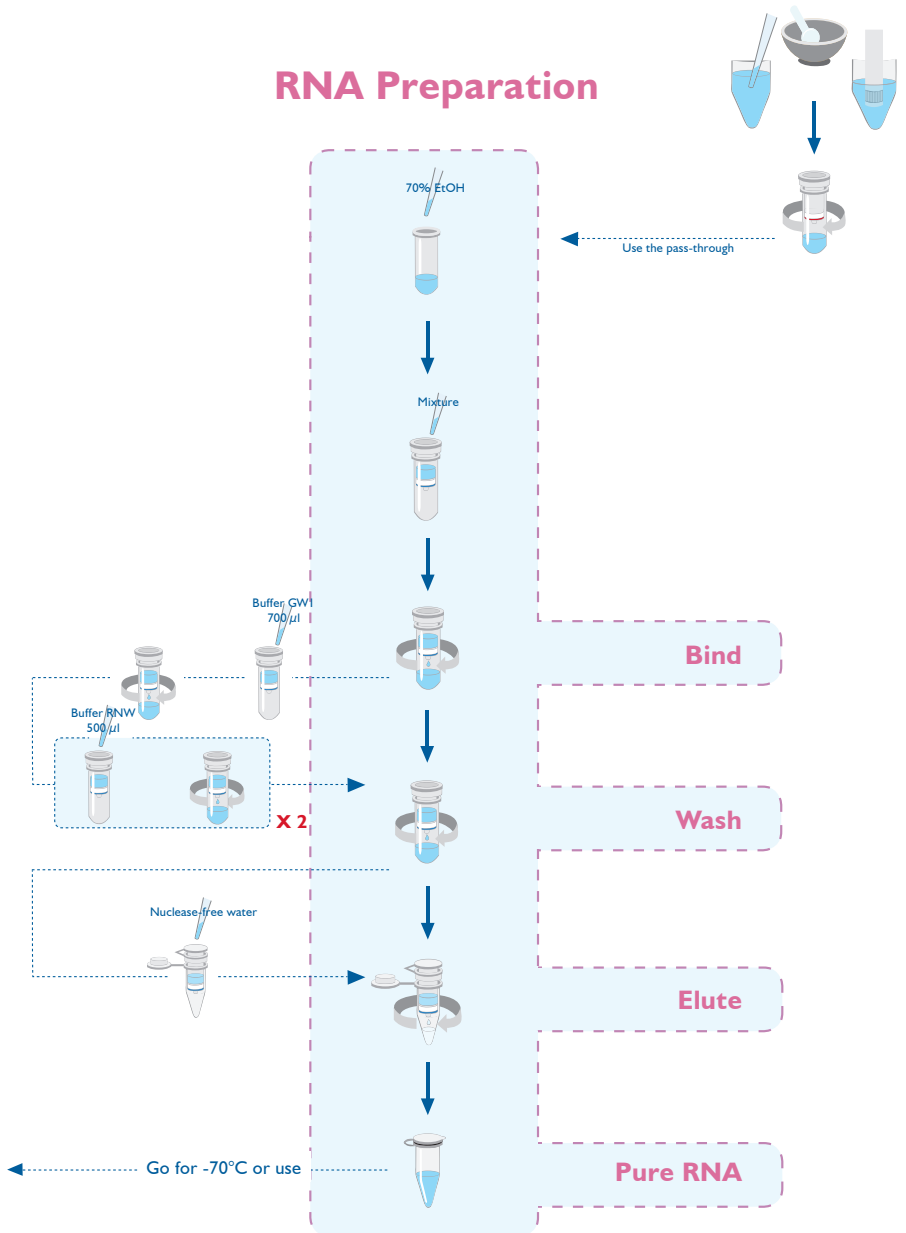 RNA Preparation
70% EtOH
Use the pass-through
Mixture
Buffer GW1
700 µl
Bind
Buffer RNW
500 µl
X 2
Wash
Nuclease-free water
Elute
Go for -70°C or use
Pure RNA